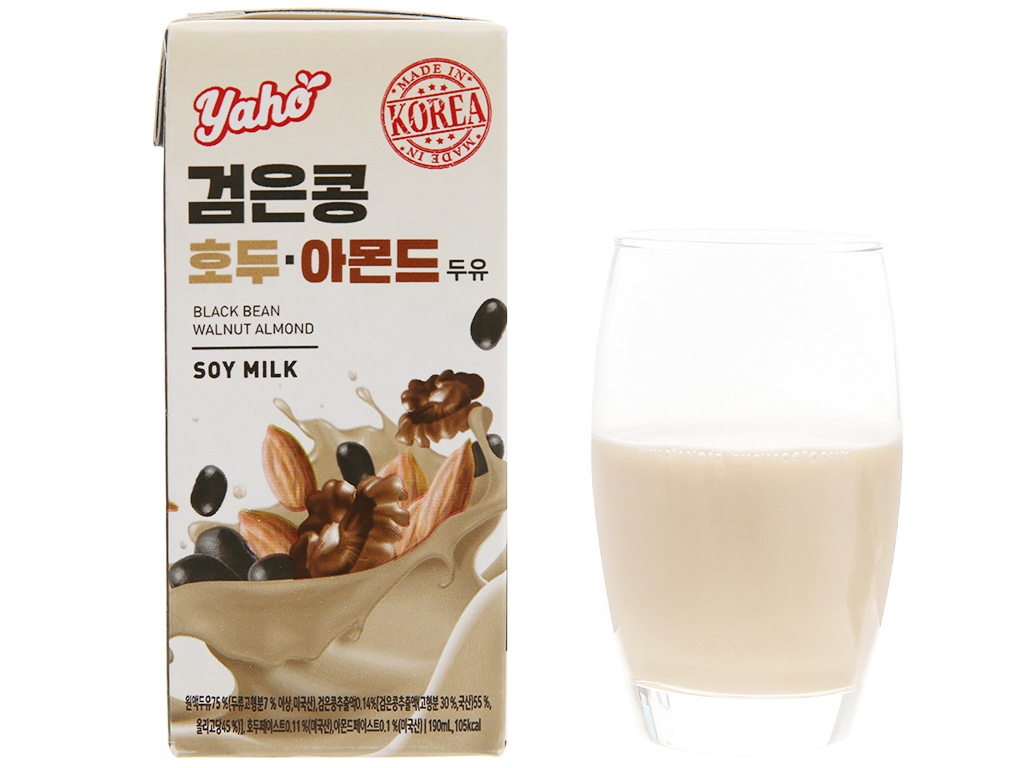 yaho
MADE IN
KOREA
MADE IN
검은콩
호두·아몬드 두유
BLACK BEAN
WALNUT ALMOND
SOY MILK
원액두유75%(두류고형분7% 이상,미국산),검은콩추출액0.14%[검은콩추출액(고형분 30%,국산)55%,
올리고당45%)], 호두페이스트0.11%(미국산),아몬드페이스트0.1%(미국산) | 190mL, 105kcal